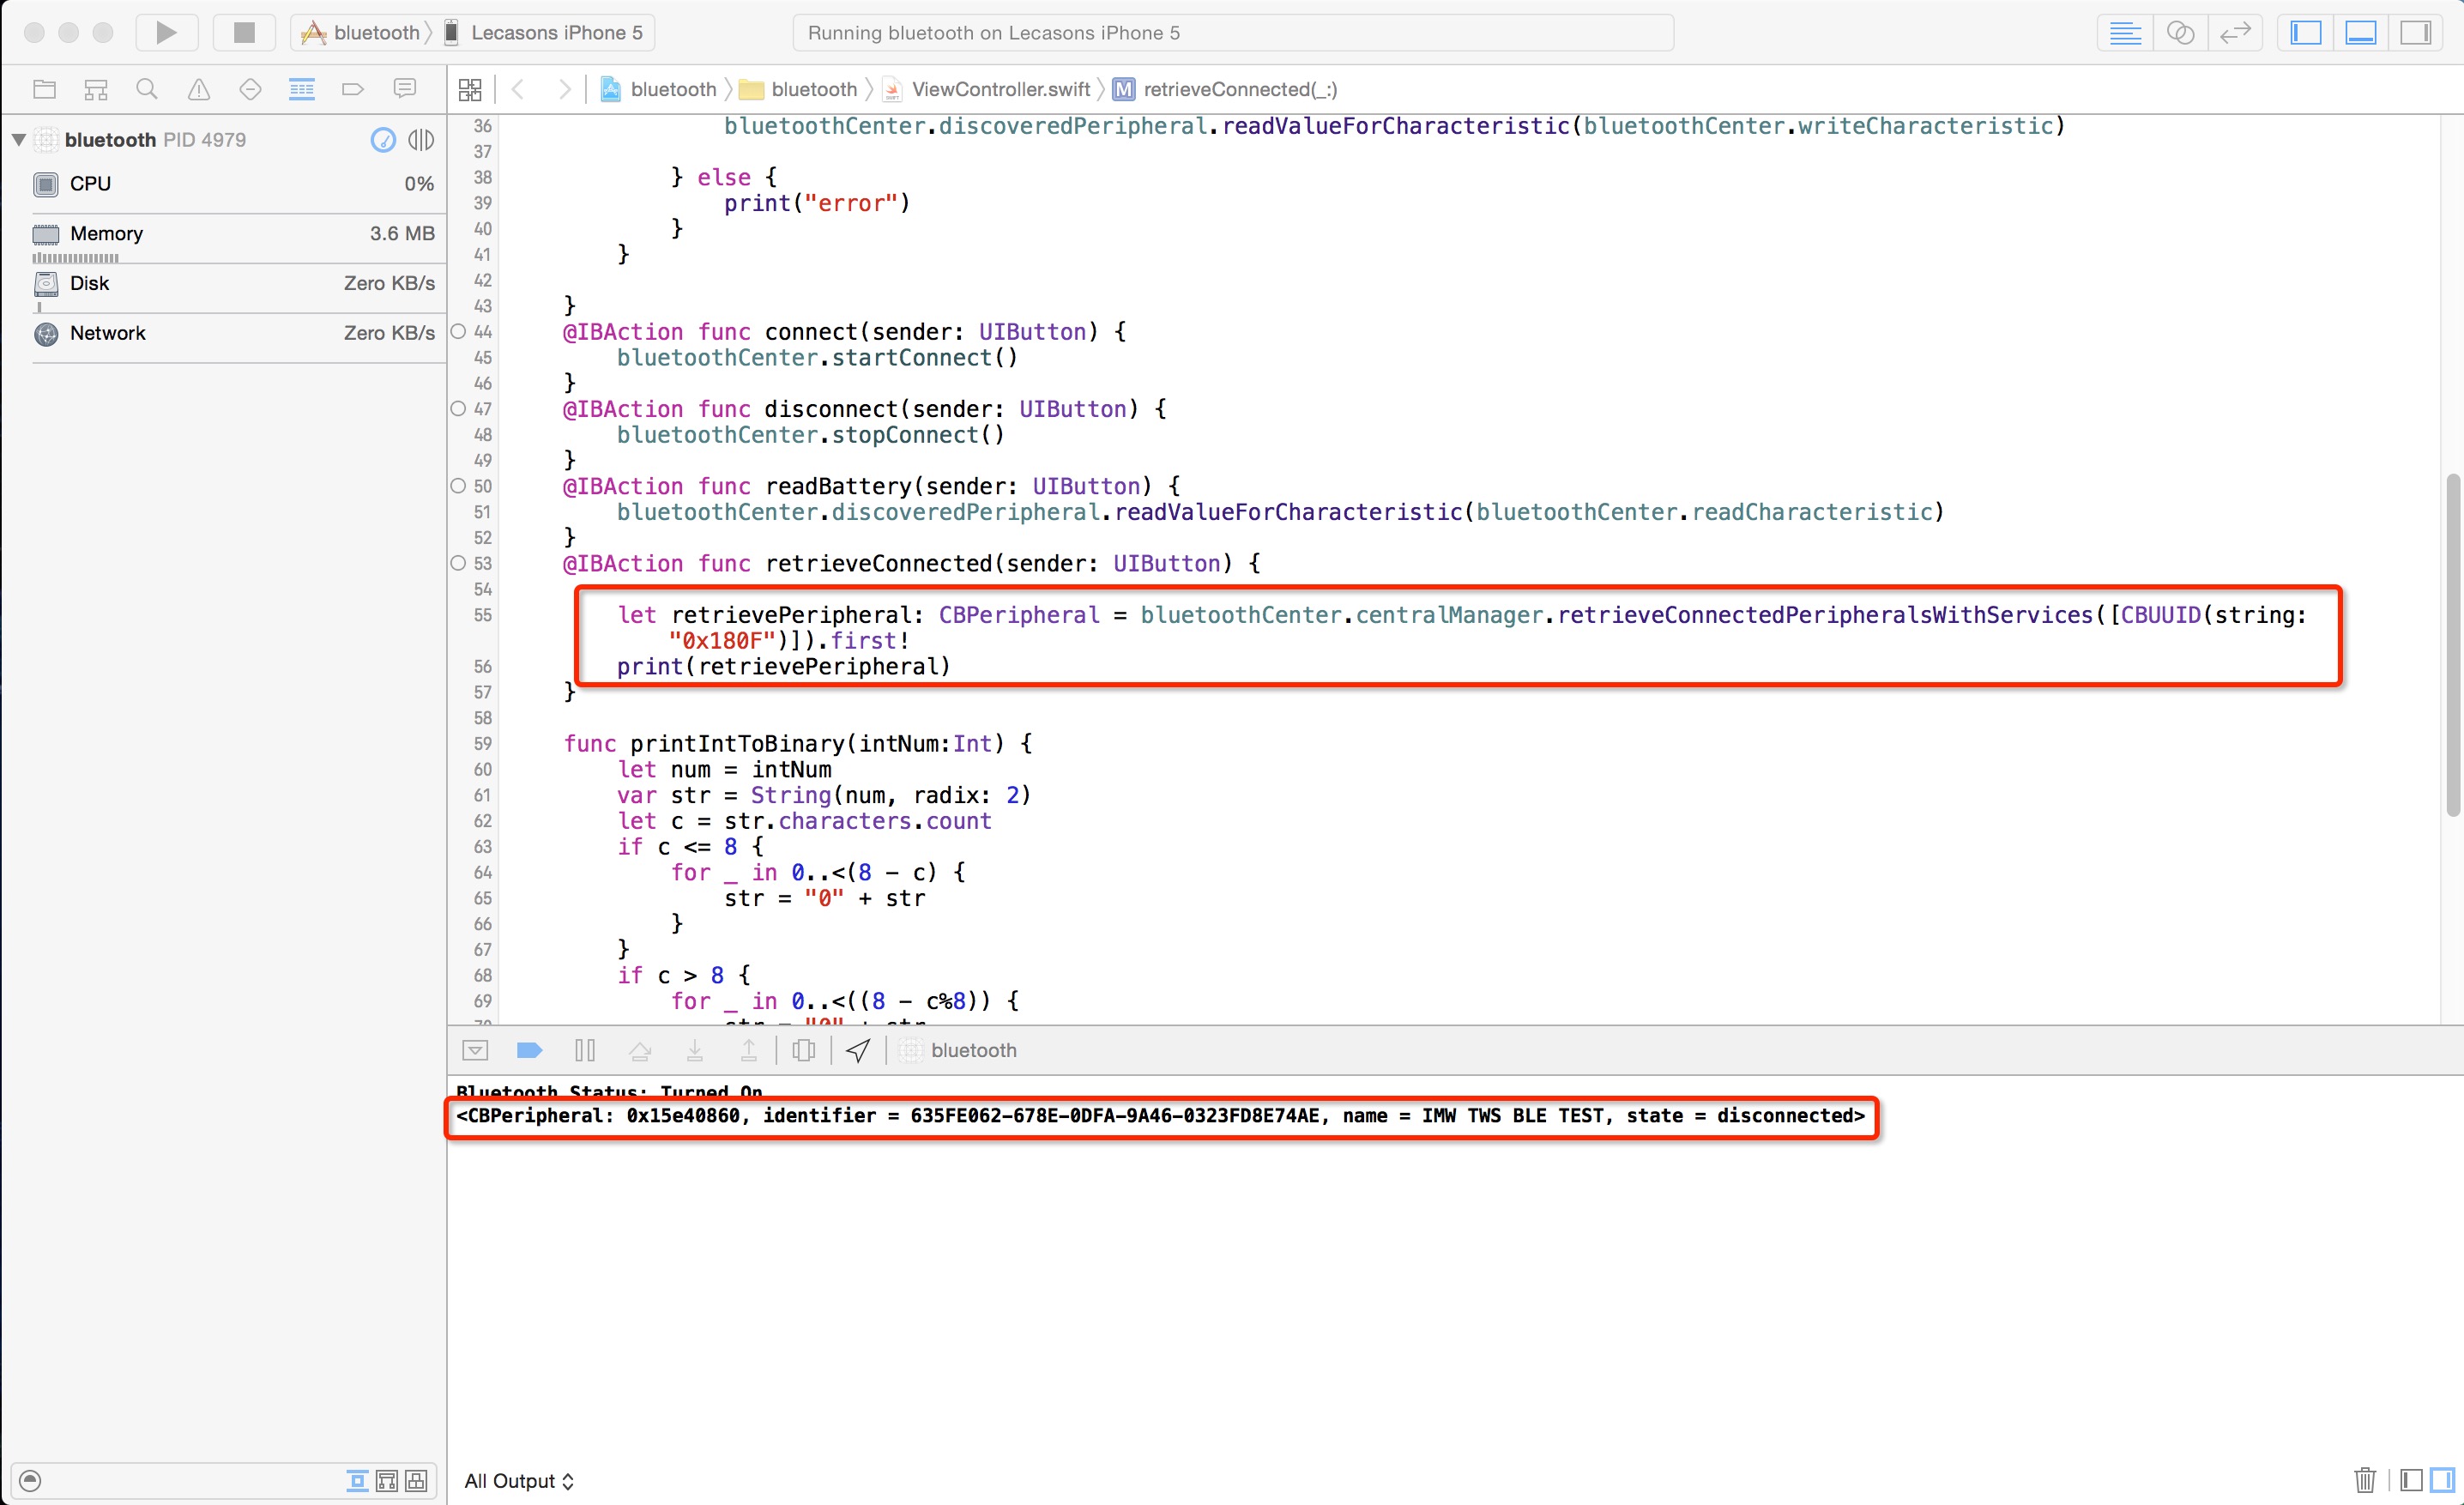 bluetooth Lecasons iPhone 5 Running bluetooth on Lecasons iPhone 5
bluetooth bluetooth ViewController.swift M retrieveConnected(_:)
bluetooth PID 4979
CPU 0%
Memory 3.6 MB
Disk Zero KB/s
Network Zero KB/s
36 bluetoothCenter.discoveredPeripheral.readValueForCharacteristic(bluetoothCenter.writeCharacteristic)
37
38 } else {
39 print("error")
40 }
41 }
42
43 }
44 @IBAction func connect(sender: UIButton) {
45 bluetoothCenter.startConnect()
46 }
47 @IBAction func disconnect(sender: UIButton) {
48 bluetoothCenter.stopConnect()
49 }
50 @IBAction func readBattery(sender: UIButton) {
51 bluetoothCenter.discoveredPeripheral.readValueForCharacteristic(bluetoothCenter.readCharacteristic)
52 }
53 @IBAction func retrieveConnected(sender: UIButton) {
54
55 let retrievePeripheral: CBPeripheral = bluetoothCenter.centralManager.retrieveConnectedPeripheralsWithServices([CBUUID(string:
"0x180F")]).first!
56 print(retrievePeripheral)
57 }
58
59 func printIntToBinary(intNum:Int) {
60 let num = intNum
61 var str = String(num, radix: 2)
62 let c = str.characters.count
63 if c <= 8 {
64 for _ in 0..<(8 - c) {
65 str = "0" + str
66 }
67 }
68 if c > 8 {
69 for _ in 0..<((8 - c%8)) {
70 str = "0" + str
bluetooth
Bluetooth Status: Turned On
<CBPeripheral: 0x15e40860, identifier = 635FE062-678E-0DFA-9A46-0323FD8E74AE, name = IMW TWS BLE TEST, state = disconnected>
All Output